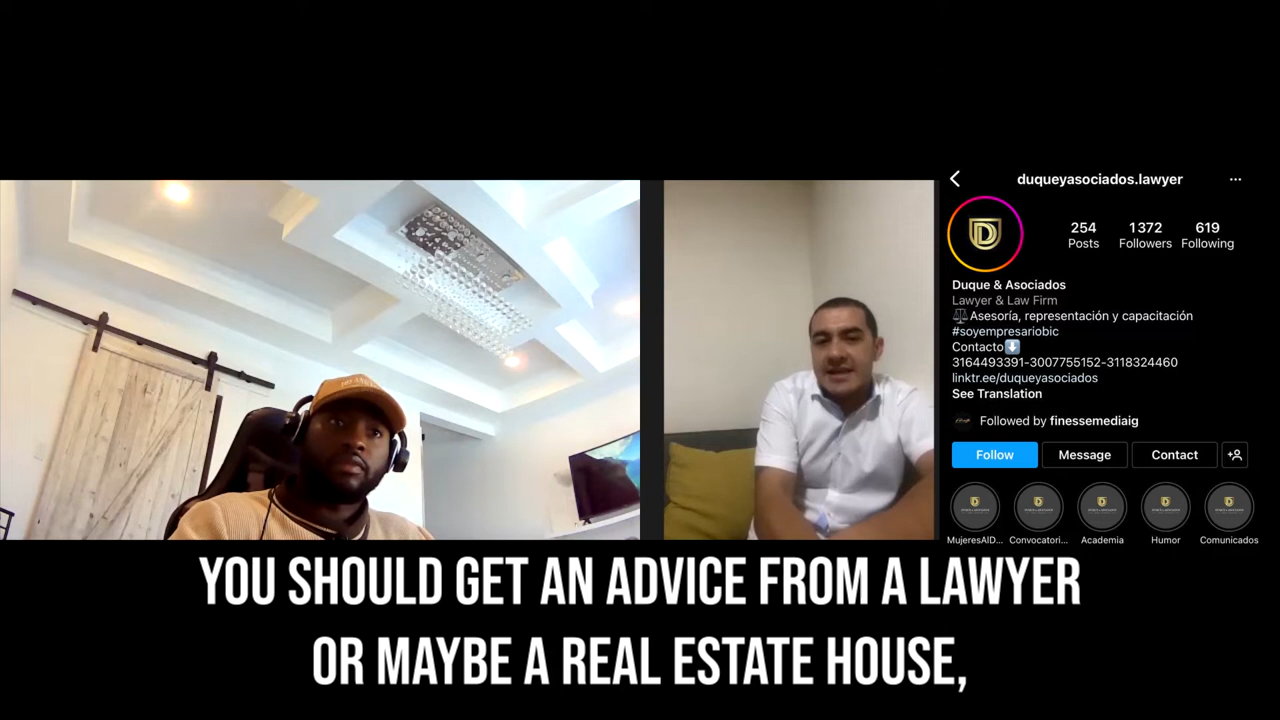 duqueyasociados.lawyer
254 1372 619
Posts Followers Following
Duque & Asociados
Lawyer & Law Firm
Asesoría, representación y capacitación
#soyempresariobic
Contacto
3164493391-3007755152-3118324460
linktr.ee/duqueyasociados
See Translation
Followed by finessemediaig
Follow Message Contact
MujeresAlD... Convocatori... Academia Humor Comunicados
YOU SHOULD GET AN ADVICE FROM A LAWYER
OR MAYBE A REAL ESTATE HOUSE,